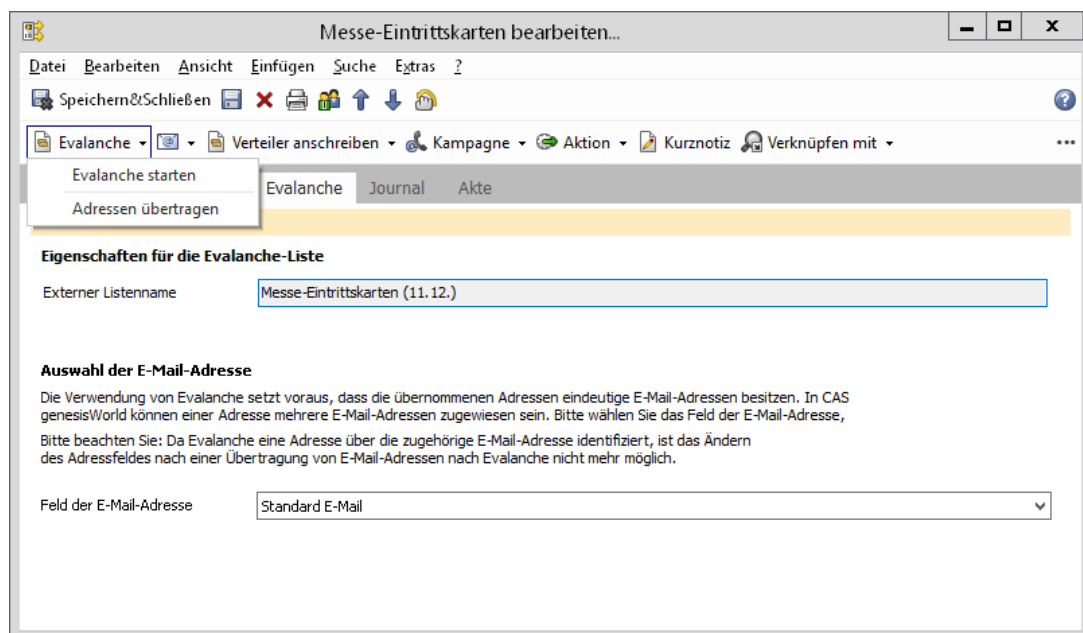 Messe-Eintrittskarten bearbeiten...
x
Datei Bearbeiten Ansicht Einfügen Suche Extras ?
Speichern&Schließen
Evalanche Verteiler anschreiben Kampagne Aktion Kurznotiz Verknüpfen mit ...
Evalanche starten
Adressen übertragen
Evalanche Journal Akte
Eigenschaften für die Evalanche-Liste
Externer Listenname Messe-Eintrittskarten (11.12.)
Auswahl der E-Mail-Adresse
Die Verwendung von Evalanche setzt voraus, dass die übernommenen Adressen eindeutige E-Mail-Adressen besitzen. In CAS
genesisWorld können einer Adresse mehrere E-Mail-Adressen zugewiesen sein. Bitte wählen Sie das Feld der E-Mail-Adresse,
Bitte beachten Sie: Da Evalanche eine Adresse über die zugehörige E-Mail-Adresse identifiziert, ist das Ändern
des Adressfeldes nach einer Übertragung von E-Mail-Adressen nach Evalanche nicht mehr möglich.
Feld der E-Mail-Adresse Standard E-Mail